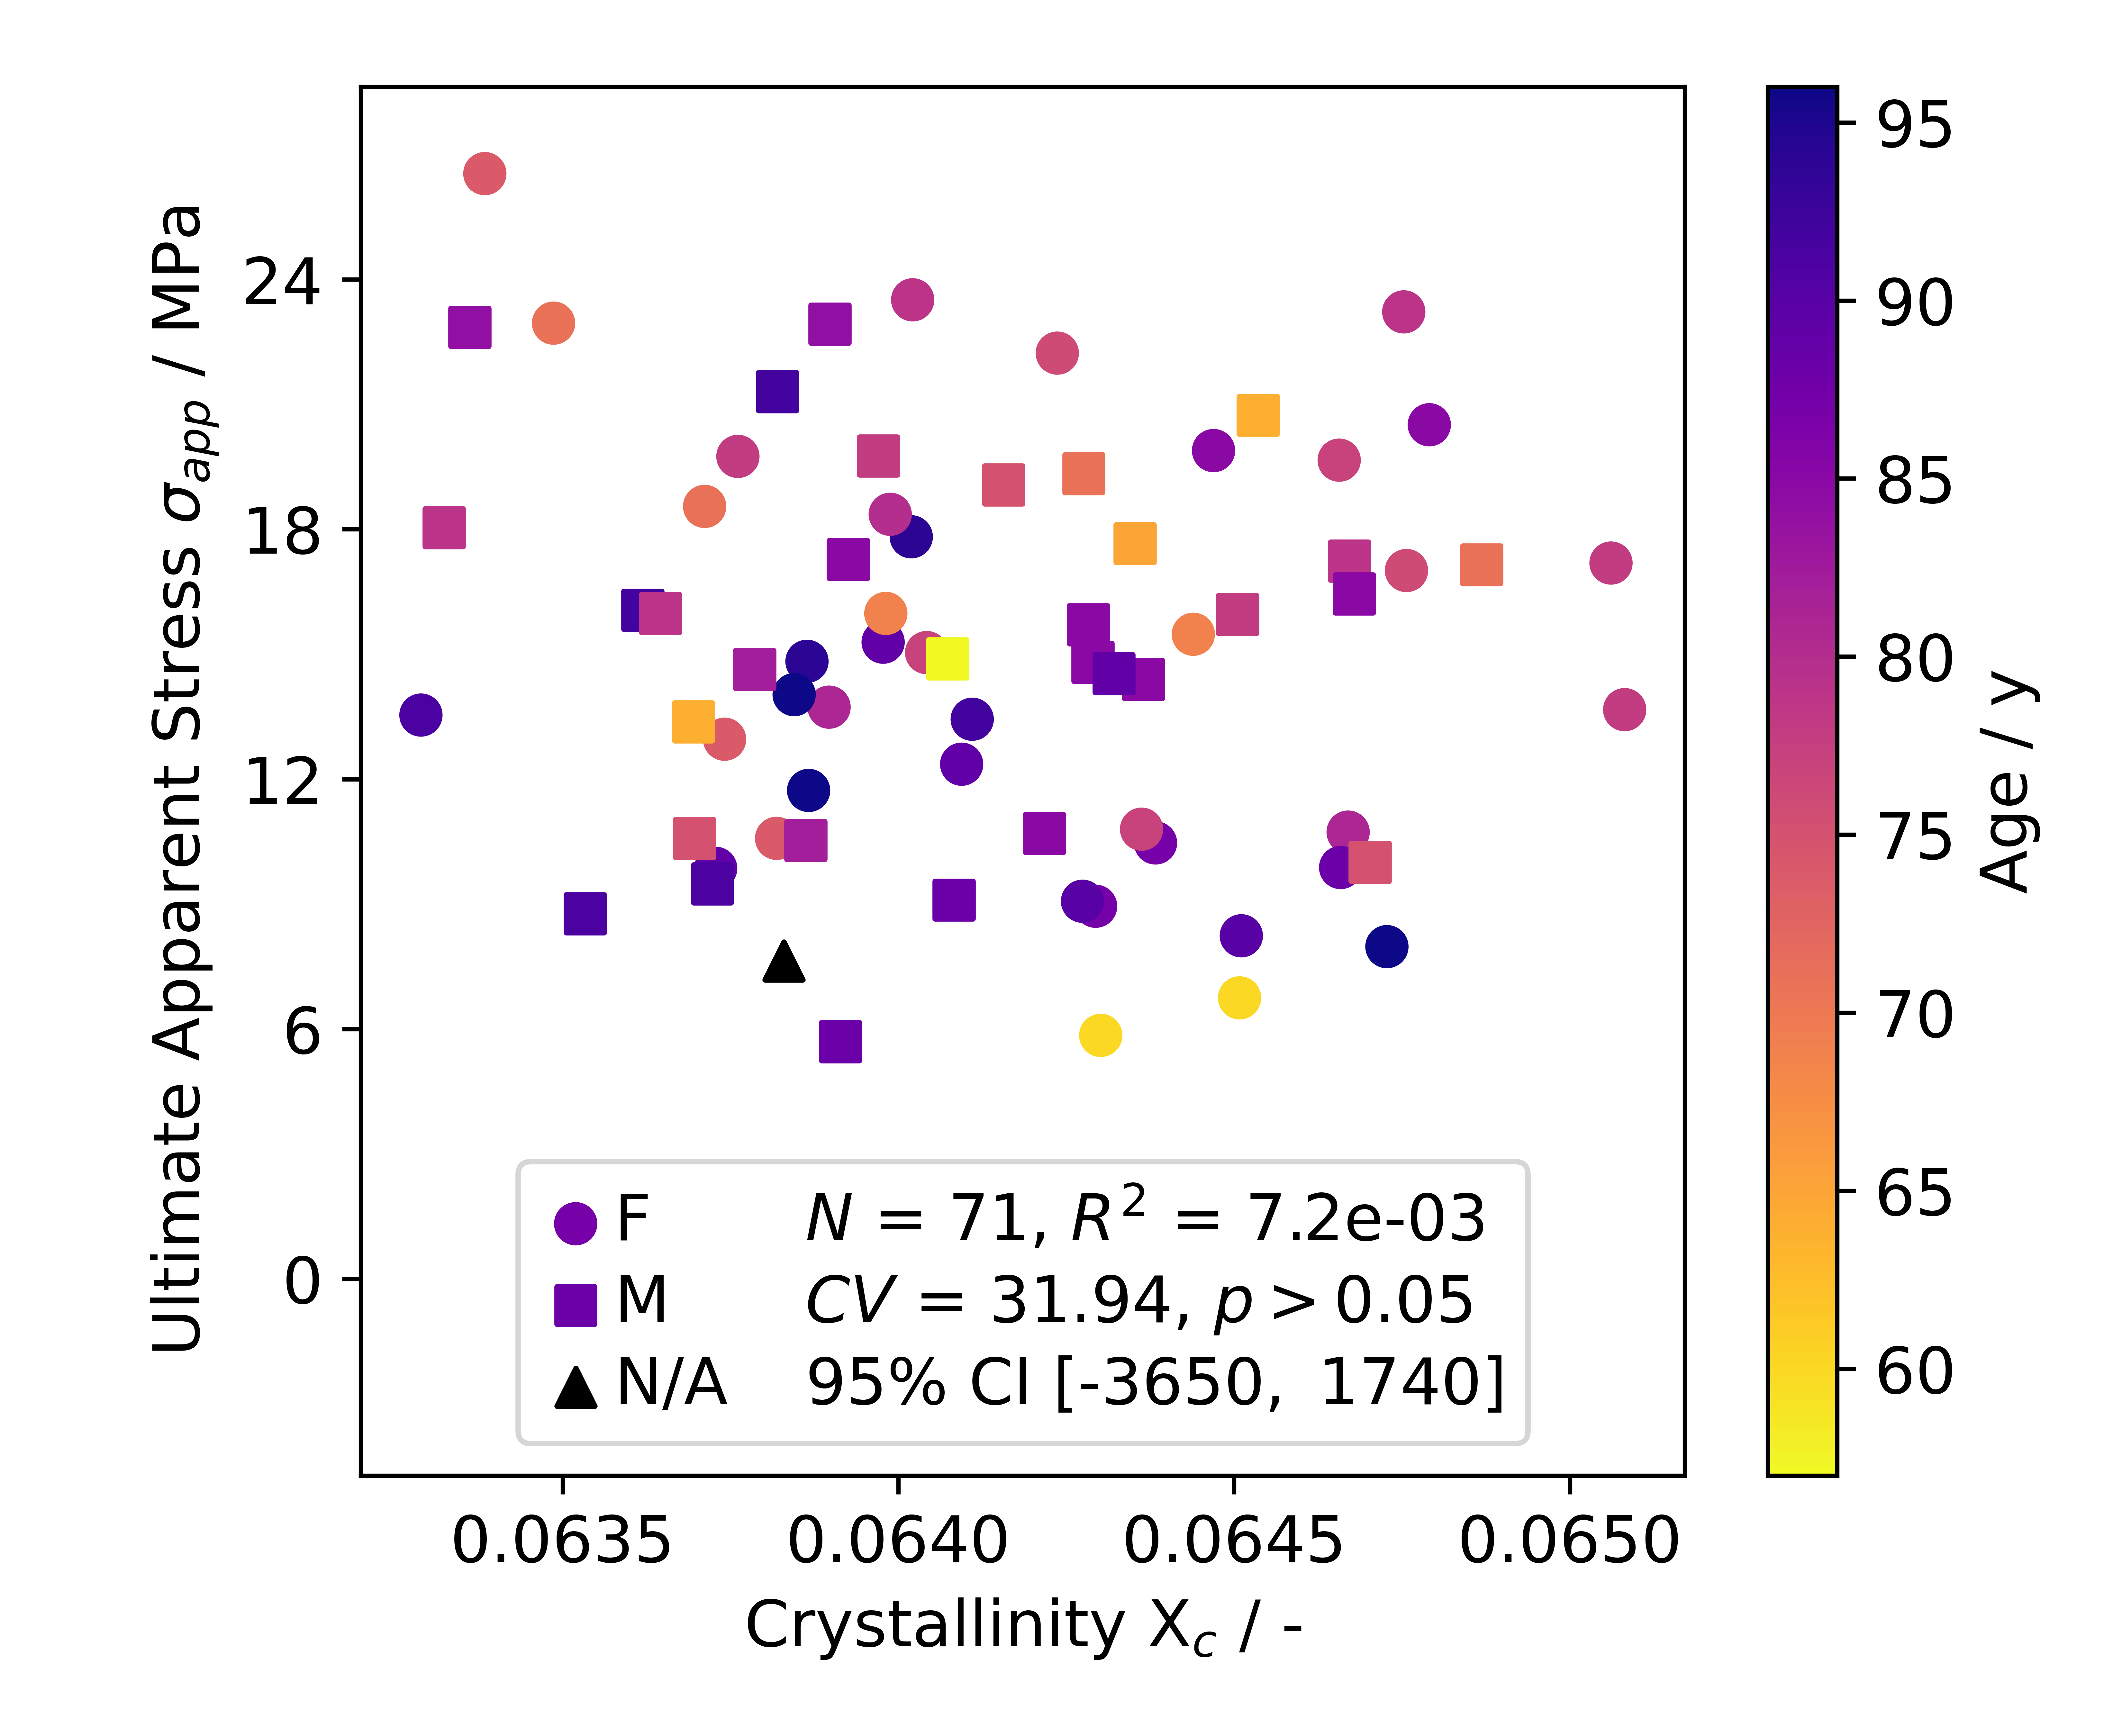 Ultimate Apparent Stress σapp / MPa
24
18
12
6
0
F N = 71, R² = 7.2e-03
M CV = 31.94, p > 0.05
N/A 95% CI [-3650, 1740]
0.0635 0.0640 0.0645 0.0650
Crystallinity Xc / -
95
90
85
80
75
70
65
60
Age / y